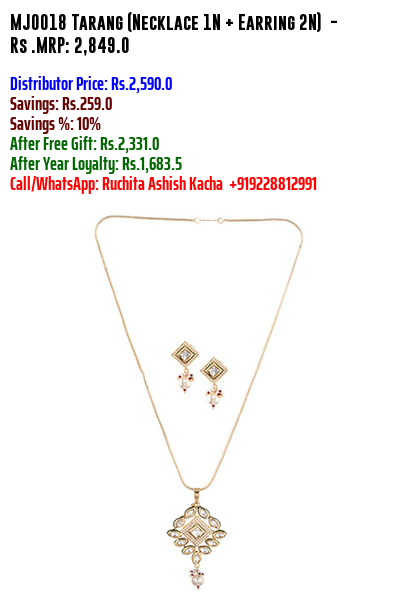 MJ0018 Tarang (Necklace 1N + Earring 2N) -
Rs .MRP: 2,849.0
Distributor Price: Rs.2,590.0
Savings: Rs.259.0
Savings %: 10%
After Free Gift: Rs.2,331.0
After Year Loyalty: Rs.1,683.5
Call/WhatsApp: Ruchita Ashish Kacha +919228812991